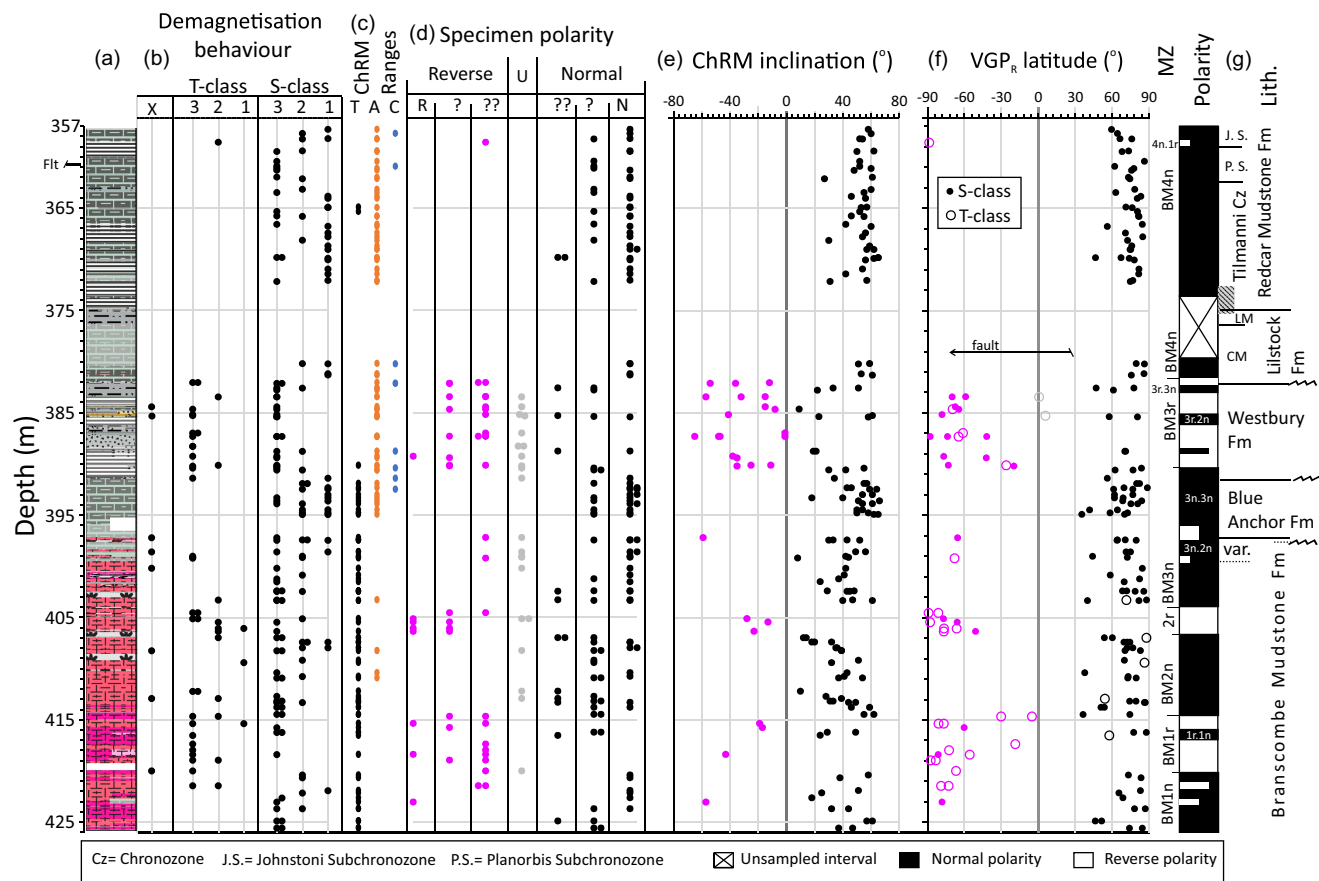 (a) (b) Demagnetisation behaviour
(c) ChRM Ranges
(d) Specimen polarity
(e) ChRM inclination (°)
(f) VGP_R latitude (°)
MZ
Polarity
(g) Lith.
T-class S-class
Reverse U Normal
X 3 2 1 3 2 1 T A C R ? ?? ?? ? N
-80 -40 0 40 80
-90 -60 -30 0 30 60 90
Depth (m)
357
Flt
365
375
385
395
405
415
425
S-class
T-class
fault
BM4n
BM4n
BM3r
BM3n
2r
BM2n
BM1r
BM1n
4n.1r
3r.3n
3r.2n
3n.3n
3n.2n
1r.1n
J. S.
P. S.
Tilmanni Cz
Redcar Mudstone Fm
LM
CM
Lilstock Fm
Westbury Fm
Blue Anchor Fm
var.
Branscombe Mudstone Fm
Cz= Chronozone J.S.= Johnstoni Subchronozone P.S.= Planorbis Subchronozone Unsampled interval Normal polarity Reverse polarity